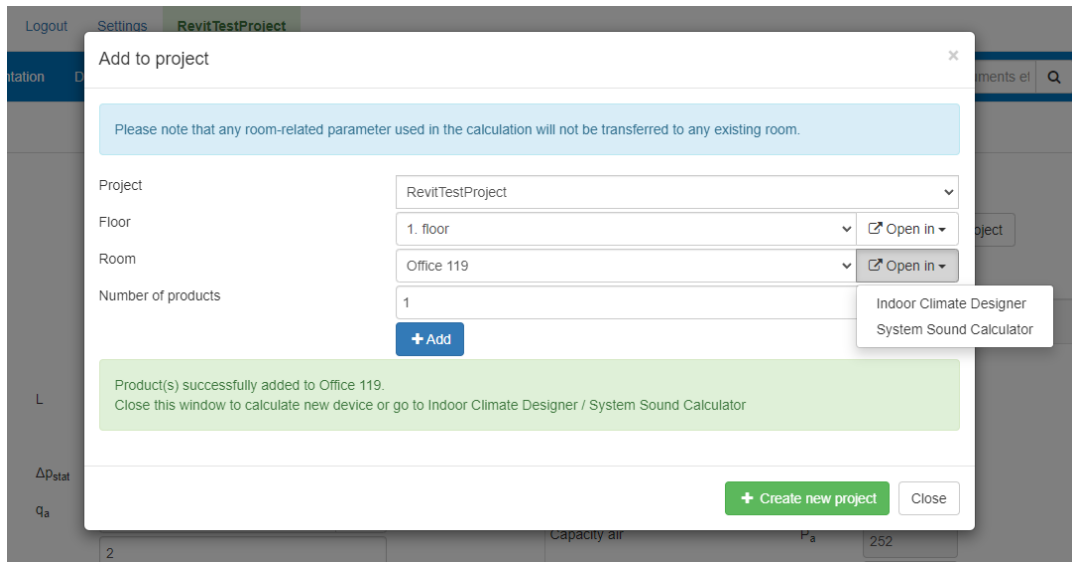 Logout Settings RevitTestProject
Add to project ×
ntation D uments et
Please note that any room-related parameter used in the calculation will not be transferred to any existing room.
Project RevitTestProject
Floor 1. floor Open in
oject
Room Office 119 Open in
Number of products 1
Indoor Climate Designer
System Sound Calculator
+ Add
Product(s) successfully added to Office 119.
Close this window to calculate new device or go to Indoor Climate Designer / System Sound Calculator
L
Δpstat
+ Create new project Close
qa
Capacity air Pa 252
2